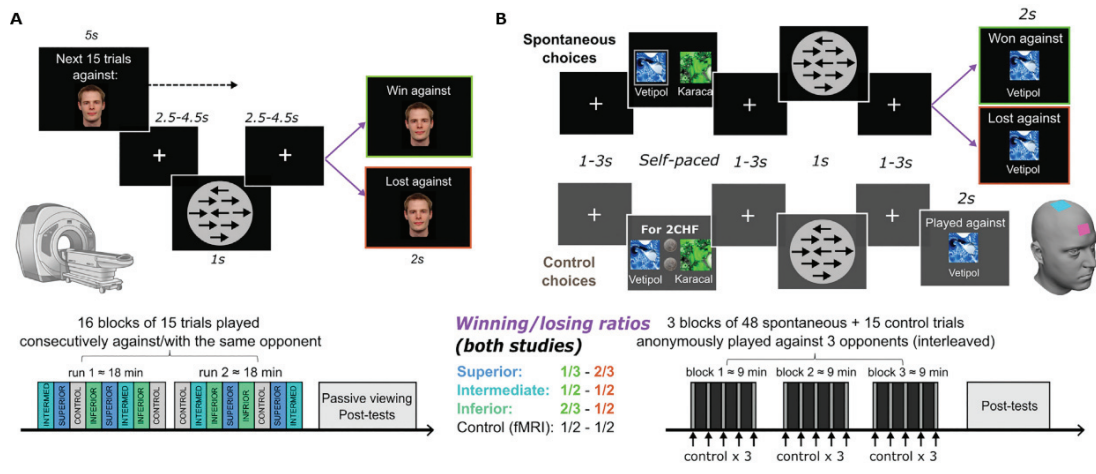 A
5s
Next 15 trials
against:
2.5-4.5s
2.5-4.5s
Win against
Lost against
1s
2s
16 blocks of 15 trials played
consecutively against/with the same opponent
run 1 ≈ 18 min
run 2 ≈ 18 min
INTERMED
SUPERIOR
CONTROL
INFERIOR
SUPERIOR
INTERMED
INFERIOR
CONTROL
CONTROL
INTERMED
INFERIOR
SUPERIOR
INFRIOR
CONTROL
SUPERIOR
INTERMED
Passive viewing
Post-tests
Winning/losing ratios
(both studies)
Superior: 1/3 - 2/3
Intermediate: 1/2 - 1/2
Inferior: 2/3 - 1/2
Control (fMRI): 1/2 - 1/2
B
Spontaneous
choices
Vetipol Karacal
2s
Won against
Vetipol
Lost against
Vetipol
1-3s Self-paced 1-3s 1s 1-3s
2s
For 2CHF
Vetipol Karacal
Played against
Vetipol
Control
choices
3 blocks of 48 spontaneous + 15 control trials
anonymously played against 3 opponents (interleaved)
block 1 ≈ 9 min
block 2 ≈ 9 min
block 3 ≈ 9 min
Post-tests
control x 3
control x 3
control x 3